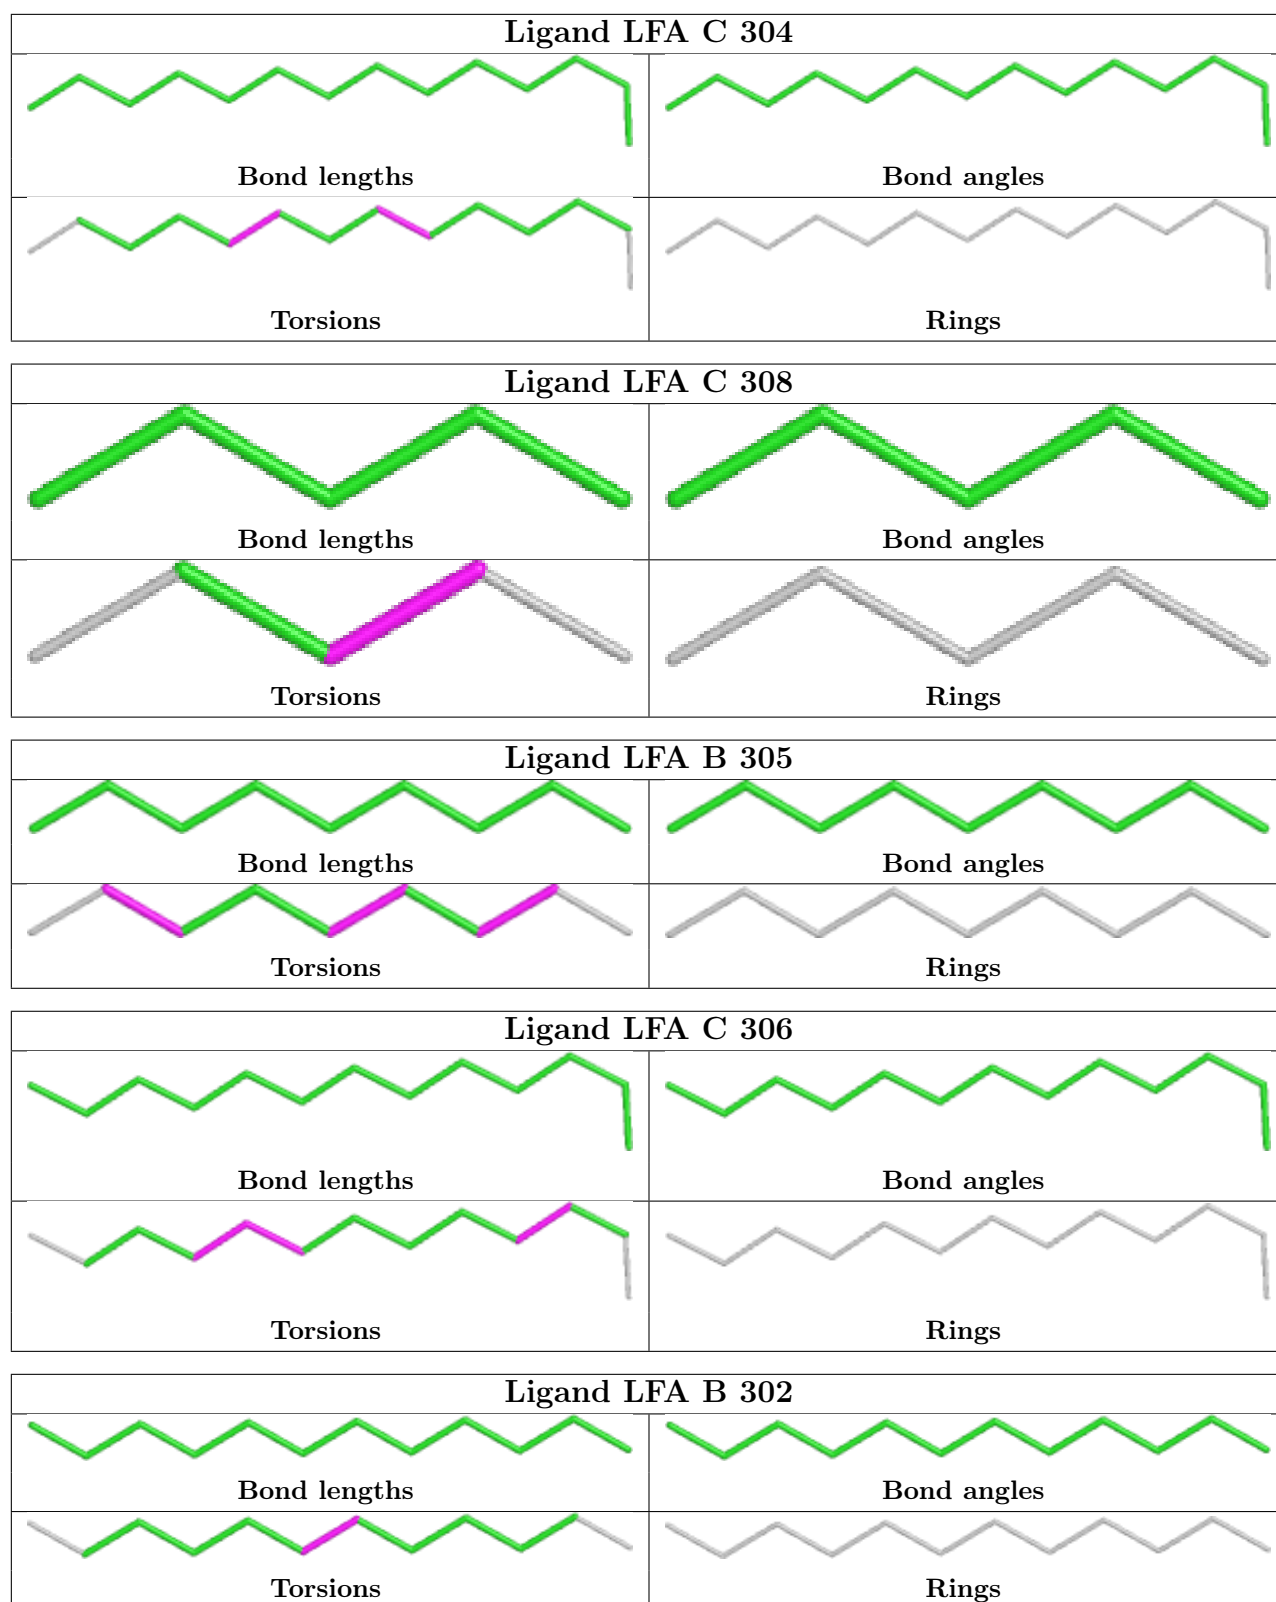 Ligand LFA C 304
Bond lengths
Bond angles
Torsions
Rings
Ligand LFA C 308
Bond lengths
Bond angles
Torsions
Rings
Ligand LFA B 305
Bond lengths
Bond angles
Torsions
Rings
Ligand LFA C 306
Bond lengths
Bond angles
Torsions
Rings
Ligand LFA B 302
Bond lengths
Bond angles
Torsions
Rings